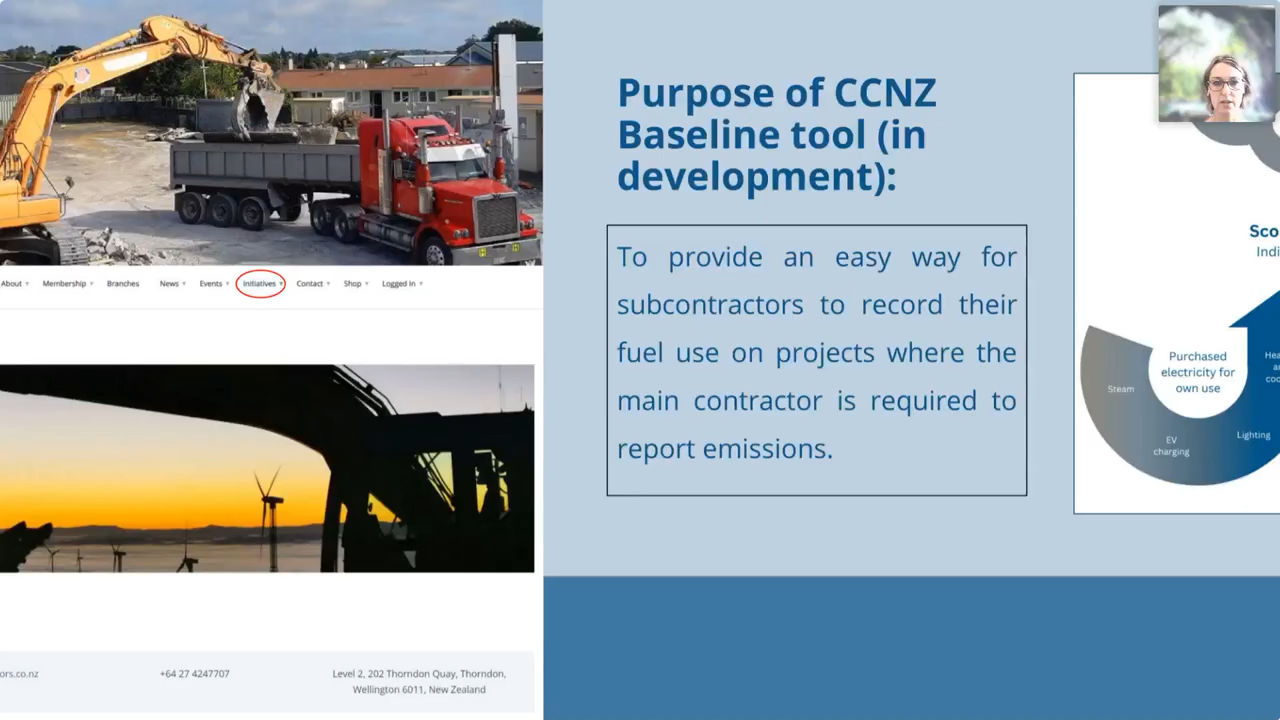 About
Membership
Branches
News
Events
Initiatives
Contact
Shop
Logged In
ors.co.nz
+64 27 4247707
Level 2, 202 Thorndon Quay, Thorndon,
Wellington 6011, New Zealand
Purpose of CCNZ
Baseline tool (in
development):
To provide an easy way for
subcontractors to record their
fuel use on projects where the
main contractor is required to
report emissions.
Sco
Indi
Purchased
electricity for
own use
Steam
EV
charging
Lighting
Hea
a
coo